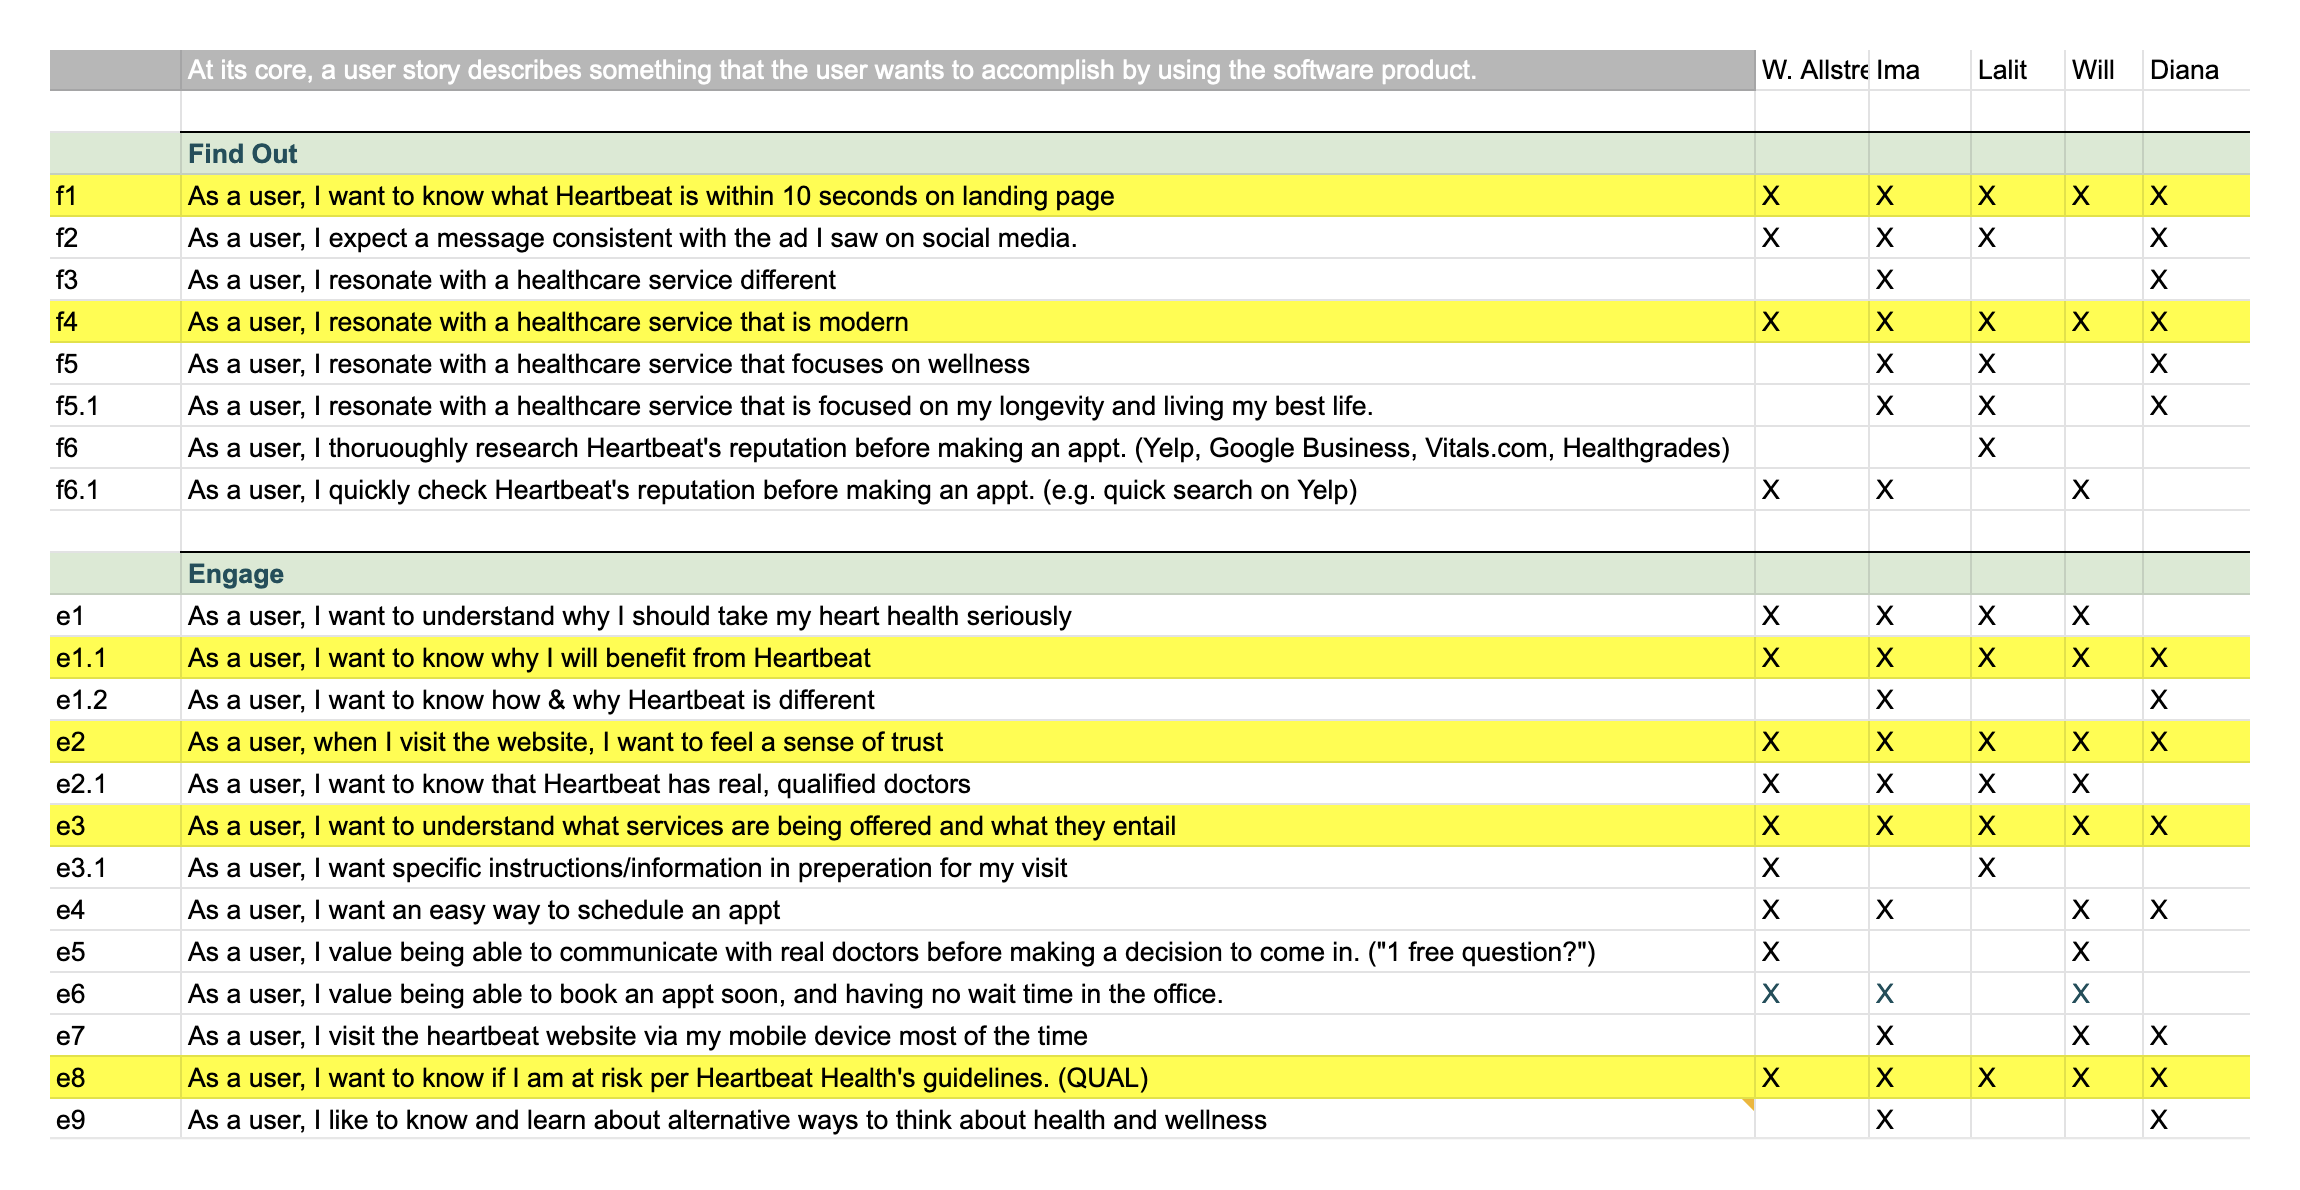 At its core, a user story describes something that the user wants to accomplish by using the software product. W. Allstre Ima Lalit Will Diana
Find Out
f1 As a user, I want to know what Heartbeat is within 10 seconds on landing page X X X X X
f2 As a user, I expect a message consistent with the ad I saw on social media. X X X X
f3 As a user, I resonate with a healthcare service different X X
f4 As a user, I resonate with a healthcare service that is modern X X X X X
f5 As a user, I resonate with a healthcare service that focuses on wellness X X X
f5.1 As a user, I resonate with a healthcare service that is focused on my longevity and living my best life. X X X
f6 As a user, I thoruoughly research Heartbeat's reputation before making an appt. (Yelp, Google Business, Vitals.com, Healthgrades) X
f6.1 As a user, I quickly check Heartbeat's reputation before making an appt. (e.g. quick search on Yelp) X X X
Engage
e1 As a user, I want to understand why I should take my heart health seriously X X X X
e1.1 As a user, I want to know why I will benefit from Heartbeat X X X X X
e1.2 As a user, I want to know how & why Heartbeat is different X X
e2 As a user, when I visit the website, I want to feel a sense of trust X X X X X
e2.1 As a user, I want to know that Heartbeat has real, qualified doctors X X X X
e3 As a user, I want to understand what services are being offered and what they entail X X X X X
e3.1 As a user, I want specific instructions/information in preperation for my visit X X
e4 As a user, I want an easy way to schedule an appt X X X X
e5 As a user, I value being able to communicate with real doctors before making a decision to come in. ("1 free question?") X X
e6 As a user, I value being able to book an appt soon, and having no wait time in the office. X X X
e7 As a user, I visit the heartbeat website via my mobile device most of the time X X X
e8 As a user, I want to know if I am at risk per Heartbeat Health's guidelines. (QUAL) X X X X X
e9 As a user, I like to know and learn about alternative ways to think about health and wellness X X